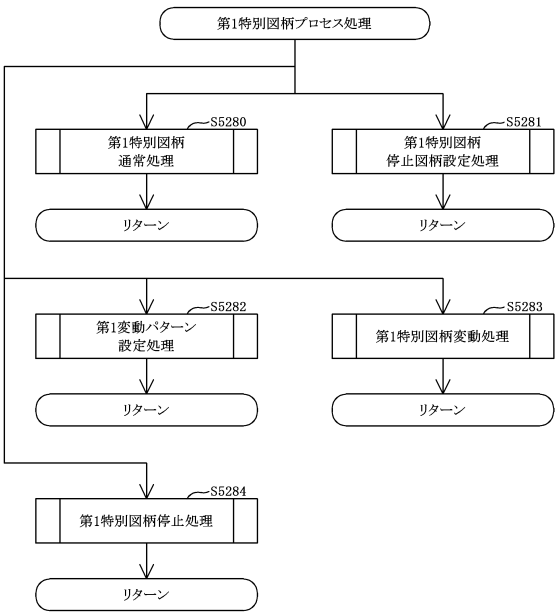 第1特別図柄プロセス処理
S5280
第1特別図柄
通常処理
リターン
S5281
第1特別図柄
停止図柄設定処理
リターン
S5282
第1変動パターン
設定処理
リターン
S5283
第1特別図柄変動処理
リターン
S5284
第1特別図柄停止処理
リターン